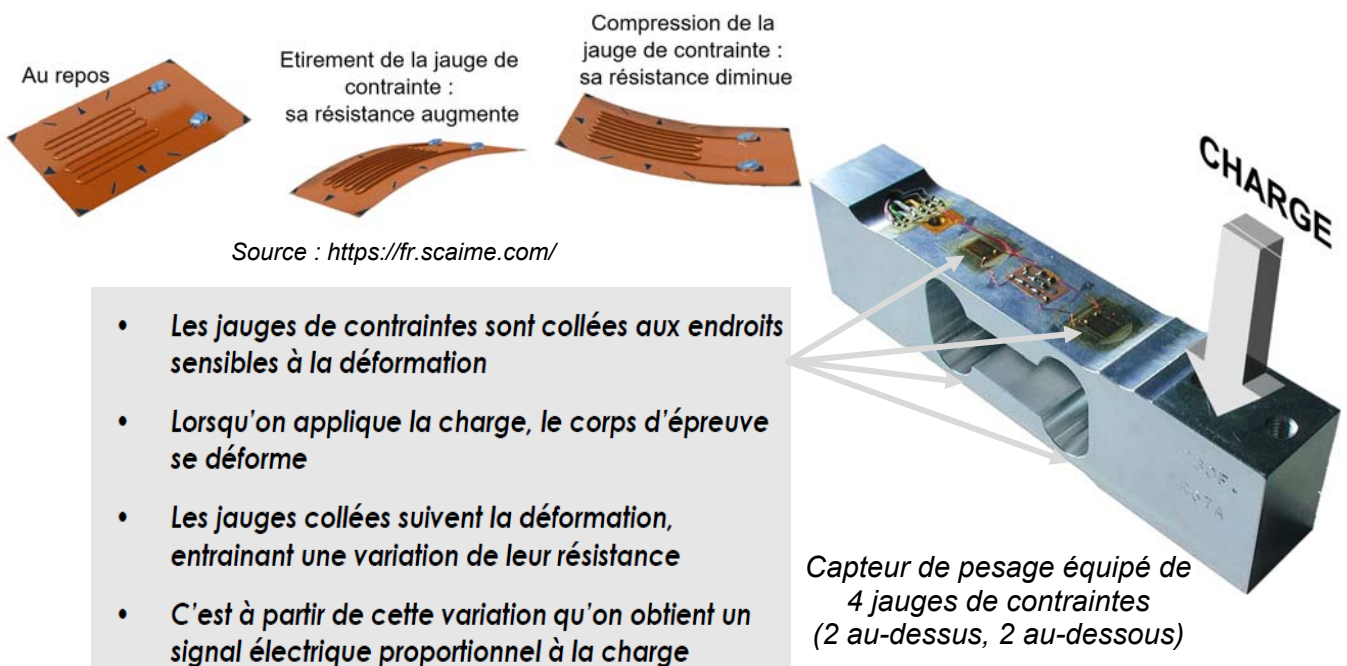 Au repos
Etirement de la jauge de
contrainte :
sa résistance augmente
Compression de la
jauge de contrainte :
sa résistance diminue
CHARGE
Source : https://fr.scaime.com/
• Les jauges de contraintes sont collées aux endroits
sensibles à la déformation
• Lorsqu'on applique la charge, le corps d'épreuve
se déforme
• Les jauges collées suivent la déformation,
entrainant une variation de leur résistance
• C'est à partir de cette variation qu'on obtient un
signal électrique proportionnel à la charge
Capteur de pesage équipé de
4 jauges de contraintes
(2 au-dessus, 2 au-dessous)